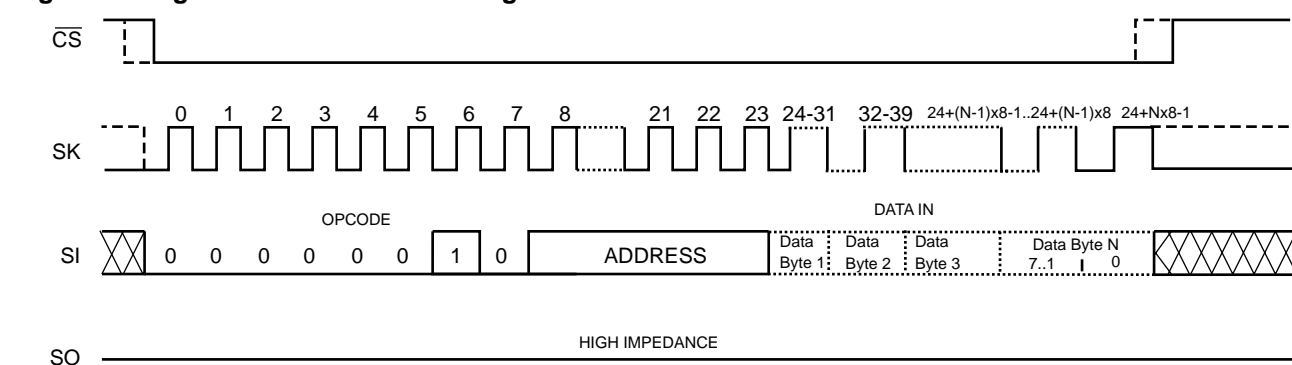 CS
0 1 2 3 4 5 6 7 8 21 22 23 24-31 32-39 24+(N-1)x8-1..24+(N-1)x8 24+Nx8-1
SK
DATA IN
OPCODE
SI 0 0 0 0 0 0 1 0 ADDRESS
Data Byte 1
Data Byte 2
Data Byte 3
Data Byte N
7..1 0
HIGH IMPEDANCE
SO